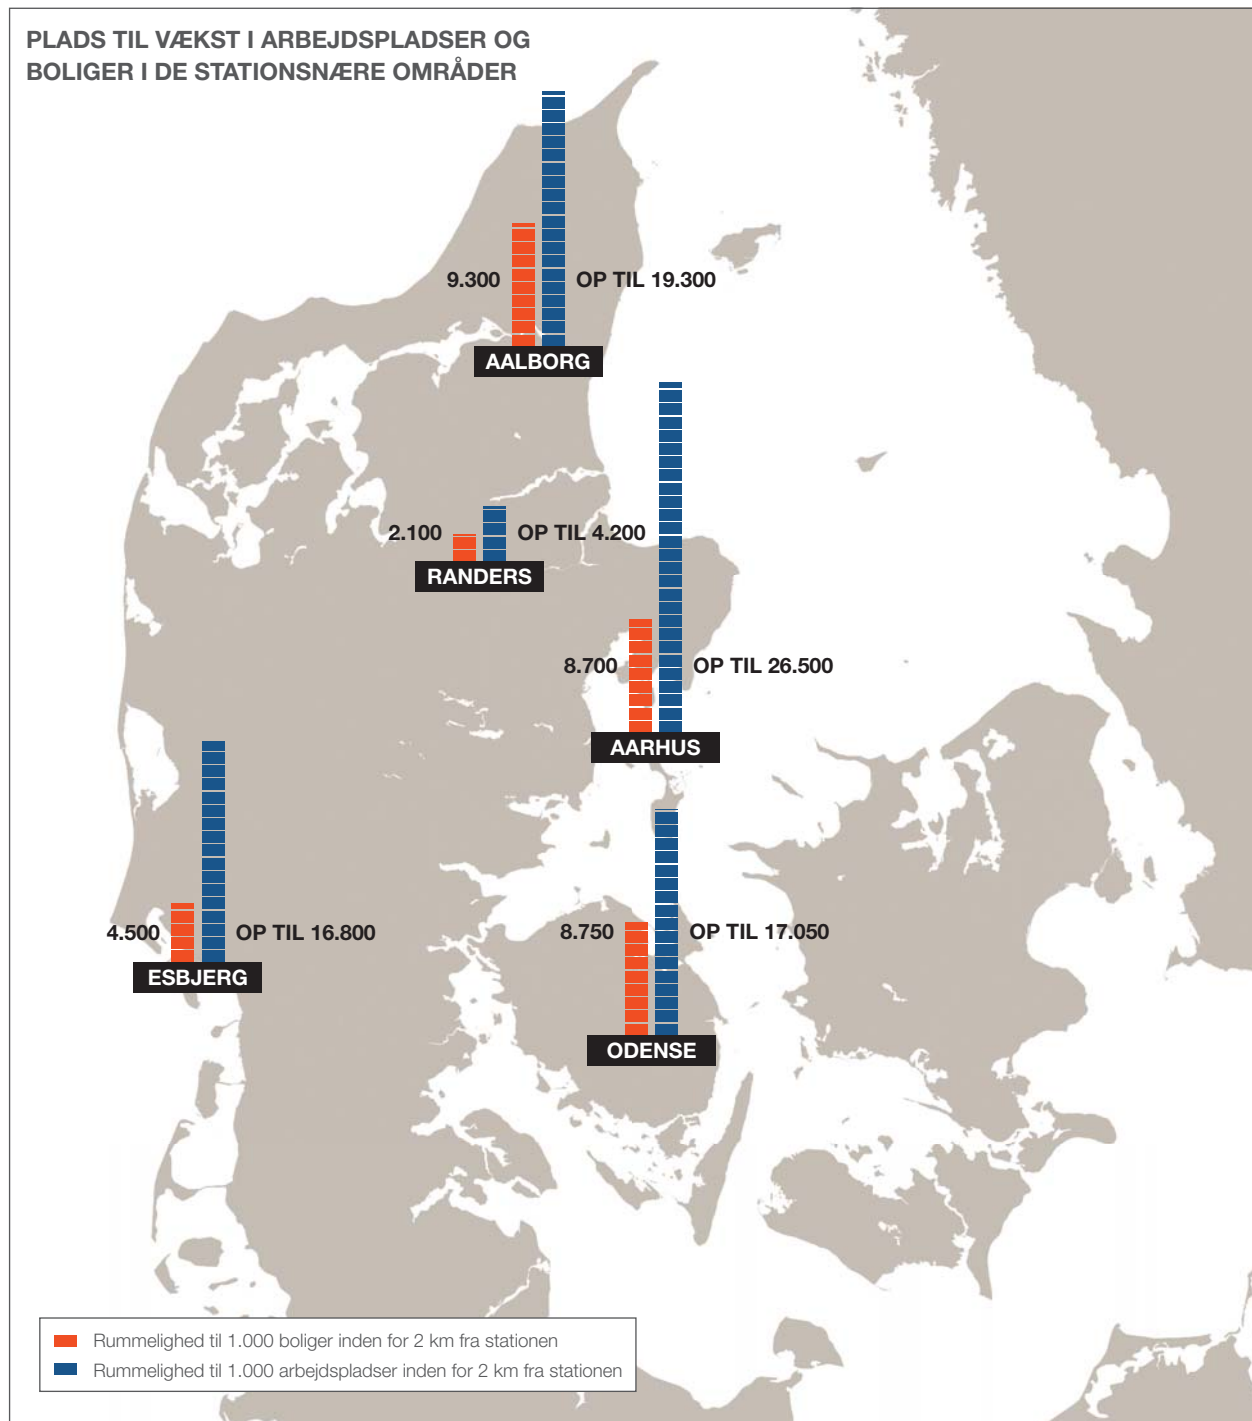 PLADS TIL VÆKST I ARBEJDSPLADSER OG
BOLIGER I DE STATIONSNÆRE OMRÅDER
9.300
OP TIL 19.300
AALBORG
2.100
OP TIL 4.200
RANDERS
8.700
OP TIL 26.500
AARHUS
4.500
OP TIL 16.800
ESBJERG
8.750
OP TIL 17.050
ODENSE
Rummelighed til 1.000 boliger inden for 2 km fra stationen
Rummelighed til 1.000 arbejdspladser inden for 2 km fra stationen